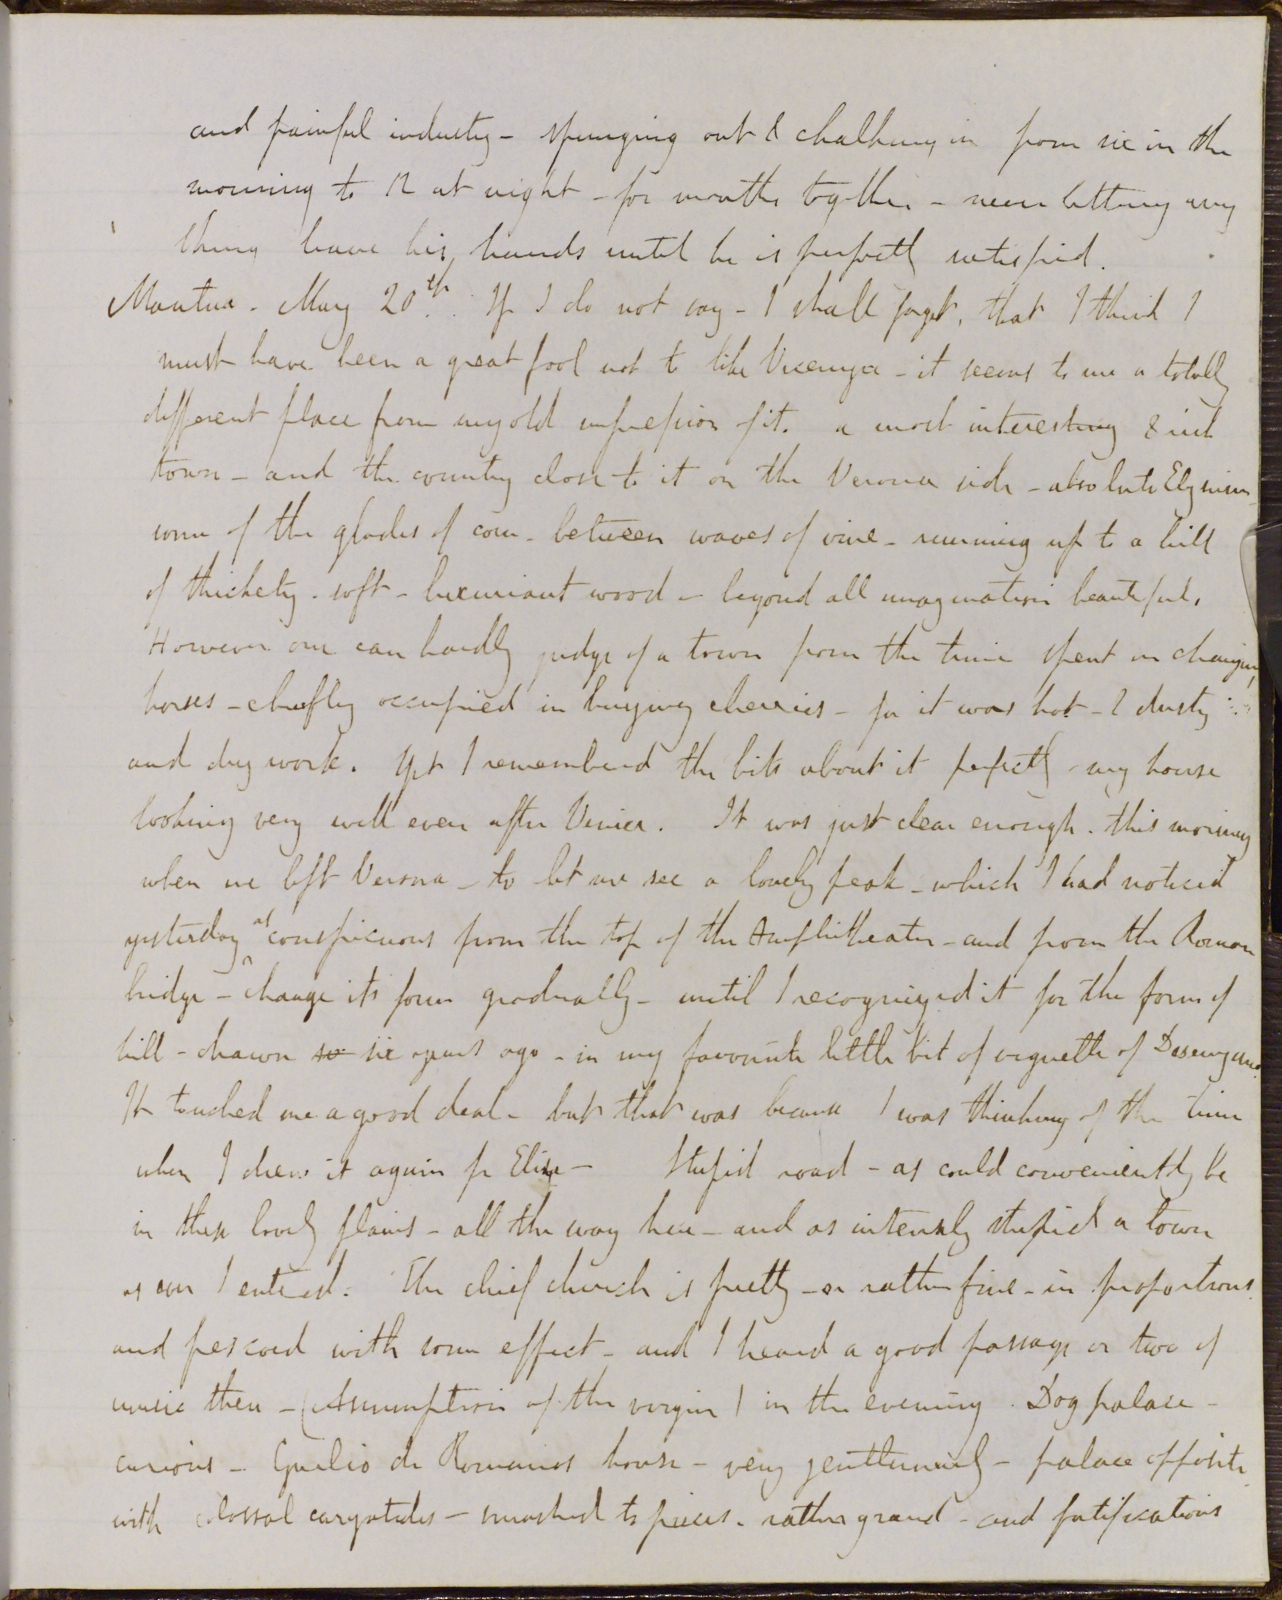 and painful industry - spunging out & chalking in from six in the
morning to 12 at night - for months together - never letting any
thing leave his hands until he is perfectly satisfied.
Mantua. May 20th. If I do not say - I shall forget, that I think I
must have been a great fool not to like Vicenza - it seems to me a totally
different place from my old impression of it. a most interesting & rich
town - and the country close to it on the Verona side - absolute Elysium -
some of the glades of corn - between waves of vine - running up to a hill
of thickety - soft - luxuriant wood - beyond all imagination beautiful.
However one can hardly judge of a town from the time spent in changing
horses - chiefly occupied in buying cherries - for it was hot - & dusty
and dry work. Yet I remembered the bits about it perfectly - my house
looking very well even after Venice. It was just clear enough - this morning
when we left Verona - to let me see a lovely peak - which I had noticed
yesterday as conspicuous from the top of the Amphitheater - and from the Roman
bridge - change its form gradually - until I recognized it for the form of
hill - drawn so six years ago - in my favourite little bit of vignette of Desenzano.
It touched me a good deal - but that was because I was thinking of the time
when I drew it again for Elise - Stupid road - as could conveniently be
in these lovely plains - all the way here - and as intensely stupid a town
as ever I entered. The chief church is pretty - or rather fine - in proportions
and frescoed with some effect - and I heard a good passage or two of
music there - (Assumption of the virgin) in the evening. Dog palace -
curious - Guilio de Romanos house - very gentlemanly - palace opposite
with colossal caryatides - smashed to pieces - rather grand - and fortifications